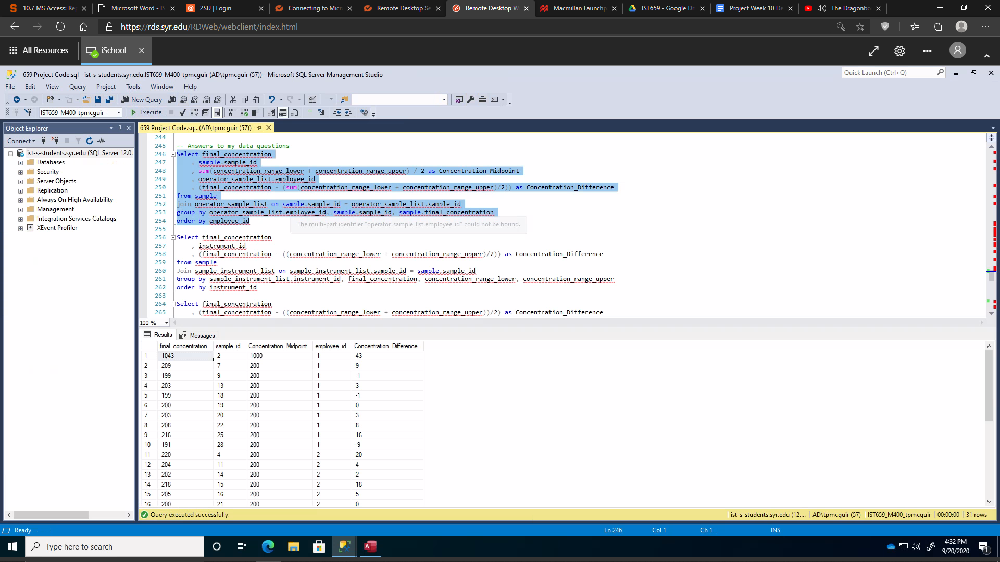 10.7 MS Access: Re
Microsoft Word - IS
2SU | Login
Connecting to Micr
Remote Desktop Se
Remote Desktop W
Macmillan Launchp
IST659 - Google Dr
Project Week 10 De
The Dragonbo
https://rds.syr.edu/RDWeb/webclient/index.html
All Resources
iSchool
659 Project Code.sql - ist-s-students.syr.edu.IST659_M400_tpmcguir (AD\tpmcguir (57)) - Microsoft SQL Server Management Studio
Quick Launch (Ctrl+Q)
File Edit View Query Project Tools Window Help
New Query
MDX DMX XMLA DAX
IST659_M400_tpmcguir
Execute
Object Explorer
659 Project Code.sq...(AD\tpmcguir (57))
Connect
ist-s-students.syr.edu (SQL Server 12.0.
Databases
Security
Server Objects
Replication
Always On High Availability
Management
Integration Services Catalogs
XEvent Profiler
244
245 -- Answers to my data questions
246 Select final_concentration
247 , sample.sample_id
248 , sum(concentration_range_lower + concentration_range_upper) / 2 as Concentration_Midpoint
249 , operator_sample_list.employee_id
250 , (final_concentration - (sum(concentration_range_lower + concentration_range_upper)/2)) as Concentration_Difference
251 from sample
252 join operator_sample_list on sample.sample_id = operator_sample_list.sample_id
253 group by operator_sample_list.employee_id, sample.sample_id, sample.final_concentration
254 order by employee_id
The multi-part identifier "operator_sample_list.employee_id" could not be bound.
255
256 Select final_concentration
257 , instrument_id
258 , (final_concentration - ((concentration_range_lower + concentration_range_upper)/2)) as Concentration_Difference
259 from sample
260 Join sample_instrument_list on sample_instrument_list.sample_id = sample.sample_id
261 Group by sample_instrument_list.instrument_id, final_concentration, concentration_range_lower, concentration_range_upper
262 order by instrument_id
263
264 Select final_concentration
265 , (final_concentration - ((concentration_range_lower + concentration_range_upper))/2) as Concentration_Difference
100 %
Results Messages
final_concentration sample_id Concentration_Midpoint employee_id Concentration_Difference
1 1043 2 1000 1 43
2 209 7 200 1 9
3 199 9 200 1 -1
4 203 13 200 1 3
5 199 18 200 1 -1
6 200 19 200 1 0
7 203 20 200 1 3
8 208 22 200 1 8
9 216 25 200 1 16
10 191 28 200 1 -9
11 220 4 200 2 20
12 204 11 200 2 4
13 202 14 200 2 2
14 218 15 200 2 18
15 205 16 200 2 5
16 200 21 200 2 0
Query executed successfully.
ist-s-students.syr.edu (12.... AD\tpmcguir (57) IST659_M400_tpmcguir 00:00:00 31 rows
Ready Ln 246 Col 1 Ch 1 INS
Type here to search
4:32 PM
9/20/2020
1